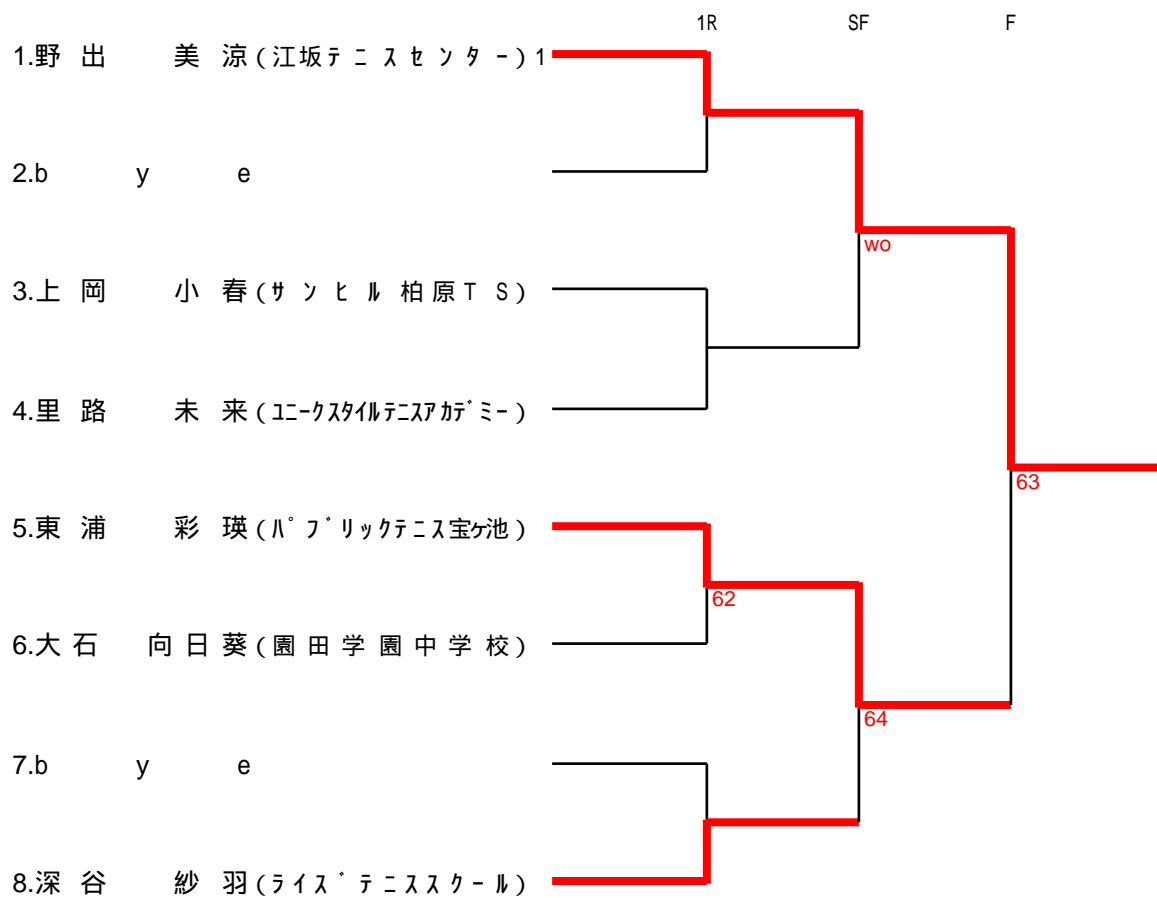 1R SF F
1.野出 美涼(江坂テニスセンター)1
2.bye
wo
3.上岡 小春(サンヒル柏原TS)
4.里路 未来(ユニークスタイルテニスアカデミー)
63
5.東浦 彩瑛(パブリックテニス宝ヶ池)
62
6.大石 向日葵(園田学園中学校)
64
7.bye
8.深谷 紗羽(ライズテニススクール)